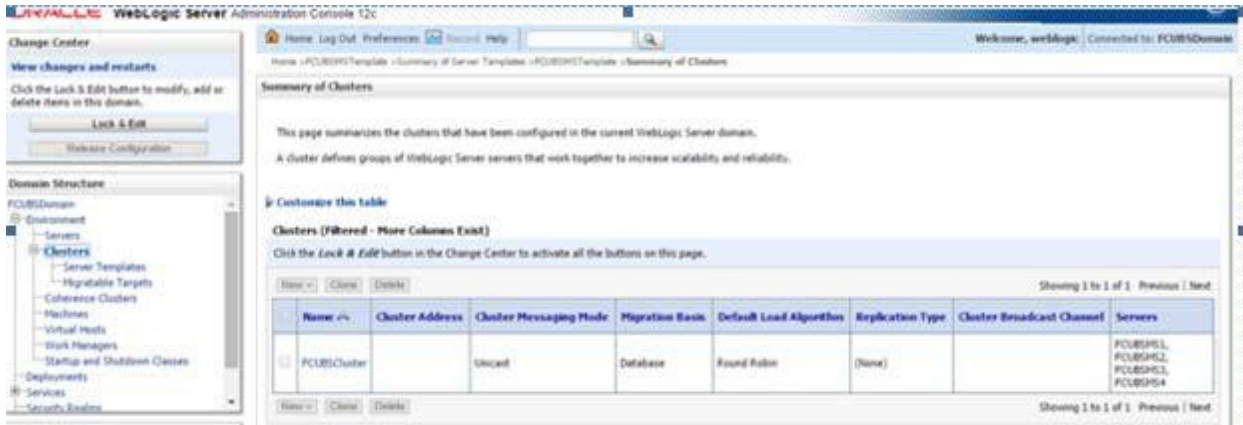 ORACLE WebLogic Server Administration Console 12c
Change Center
View changes and restarts
Click the Lock & Edit button to modify, add or
delete items in this domain.
Lock & Edit
Release Configuration
Domain Structure
FCUBSDomain
Environment
Servers
Clusters
Server Templates
Migratable Targets
Coherence Clusters
Machines
Virtual Hosts
Work Managers
Startup and Shutdown Classes
Deployments
Services
Security Realms
Home Log Out Preferences Record Help
Welcome, weblogic Connected to: FCUBSDomain
Home >FCUBSMSTemplate >Summary of Server Templates >FCUBSMSTemplate >Summary of Clusters
Summary of Clusters
This page summarizes the clusters that have been configured in the current WebLogic Server domain.
A cluster defines groups of WebLogic Server servers that work together to increase scalability and reliability.
Customize this table
Clusters (Filtered - More Columns Exist)
Click the Lock & Edit button in the Change Center to activate all the buttons on this page.
New Clone Delete Showing 1 to 1 of 1 Previous | Next
Name Cluster Address Cluster Messaging Mode Migration Basis Default Load Algorithm Replication Type Cluster Broadcast Channel Servers
FCUBSCluster Unicast Database Round Robin (None) FCUBSMS1,
FCUBSMS2,
FCUBSMS3,
FCUBSMS4
New Clone Delete Showing 1 to 1 of 1 Previous | Next